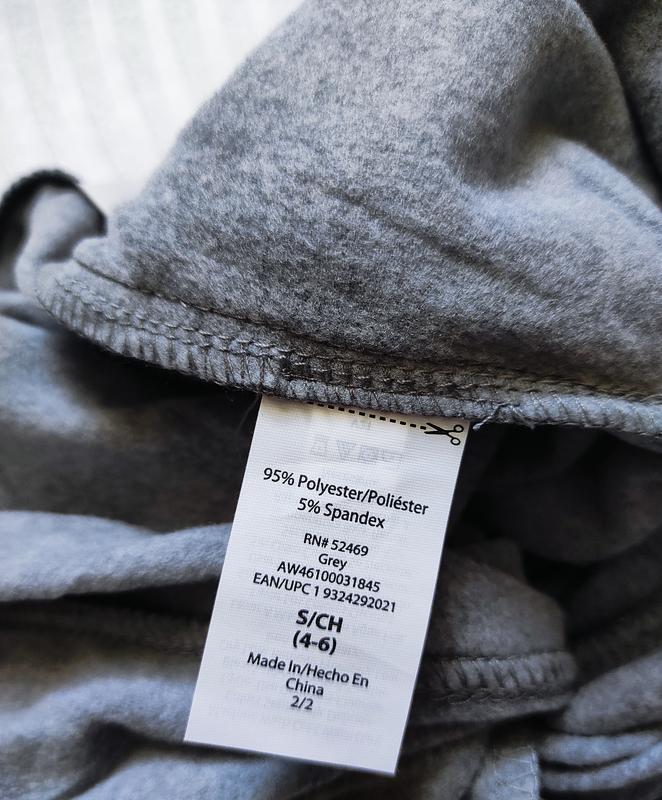 95% Polyester/Poliéster
5% Spandex
RN# 52469
Grey
AW46100031845
EAN/UPC 1 9324292021
S/CH
(4-6)
Made In/Hecho En
China
2/2